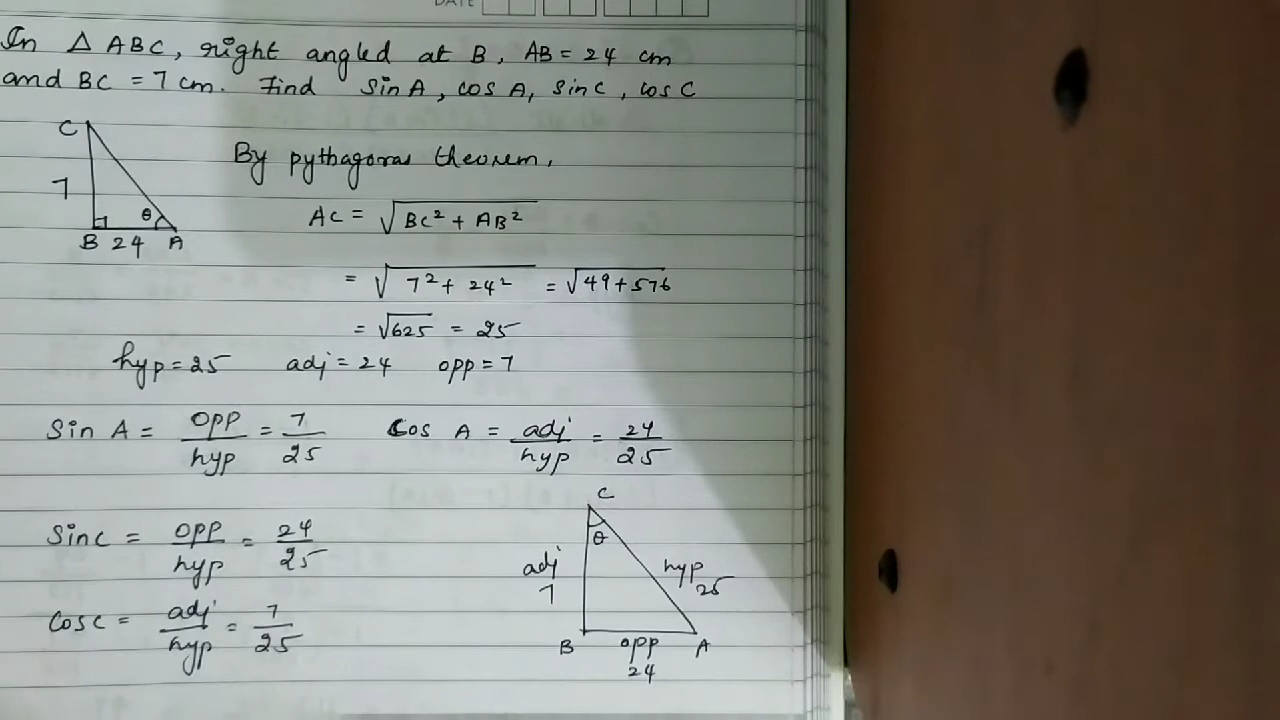 DATE
In △ ABC, right angled at B, AB = 24 cm
and BC = 7 cm. Find Sin A, cos A, sin C, cos C
C
7
θ
B 24 A
By pythagoras theorem,
AC = √(BC² + AB²)
= √(7² + 24²) = √(49+576)
= √625 = 25
hyp = 25 adj = 24 opp = 7
Sin A = opp/hyp = 7/25 Cos A = adj/hyp = 24/25
Sin C = opp/hyp = 24/25
Cos C = adj/hyp = 7/25
C
θ
adj
7
hyp
25
B opp A
24